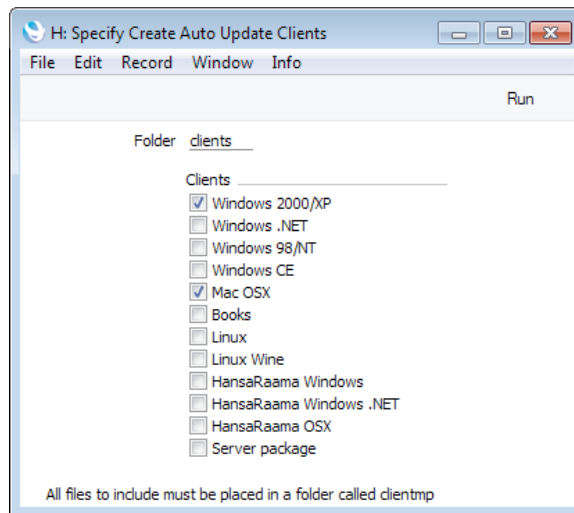 H: Specify Create Auto Update Clients
File Edit Record Window Info
Run
Folder clients
Clients
Windows 2000/XP
Windows .NET
Windows 98/NT
Windows CE
Mac OSX
Books
Linux
Linux Wine
HansaRaama Windows
HansaRaama Windows .NET
HansaRaama OSX
Server package
All files to include must be placed in a folder called clientmp